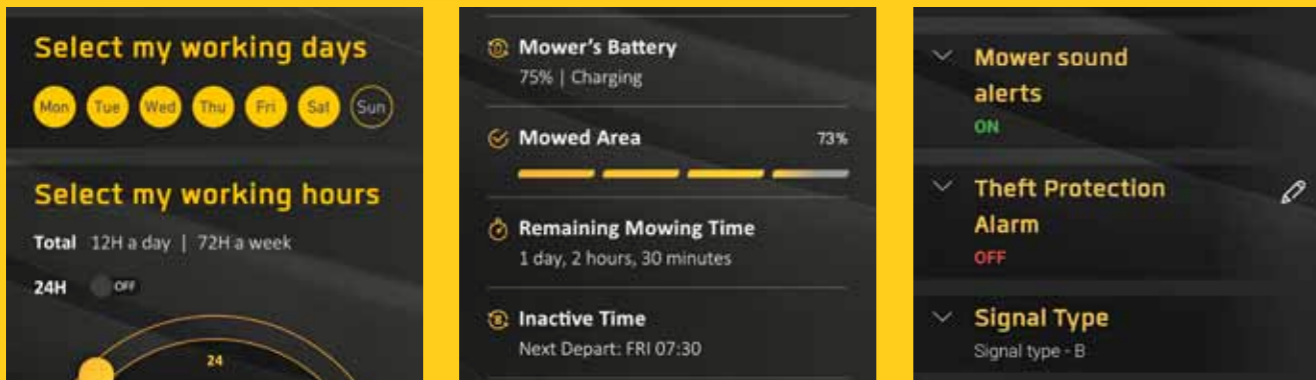 Select my working days
Mon Tue Wed Thu Fri Sat Sun
Select my working hours
Total 12H a day | 72H a week
24H OFF
24
Mower's Battery
75% | Charging
Mowed Area 73%
Remaining Mowing Time
1 day, 2 hours, 30 minutes
Inactive Time
Next Depart: FRI 07:30
Mower sound
alerts
ON
Theft Protection
Alarm
OFF
Signal Type
Signal type - B